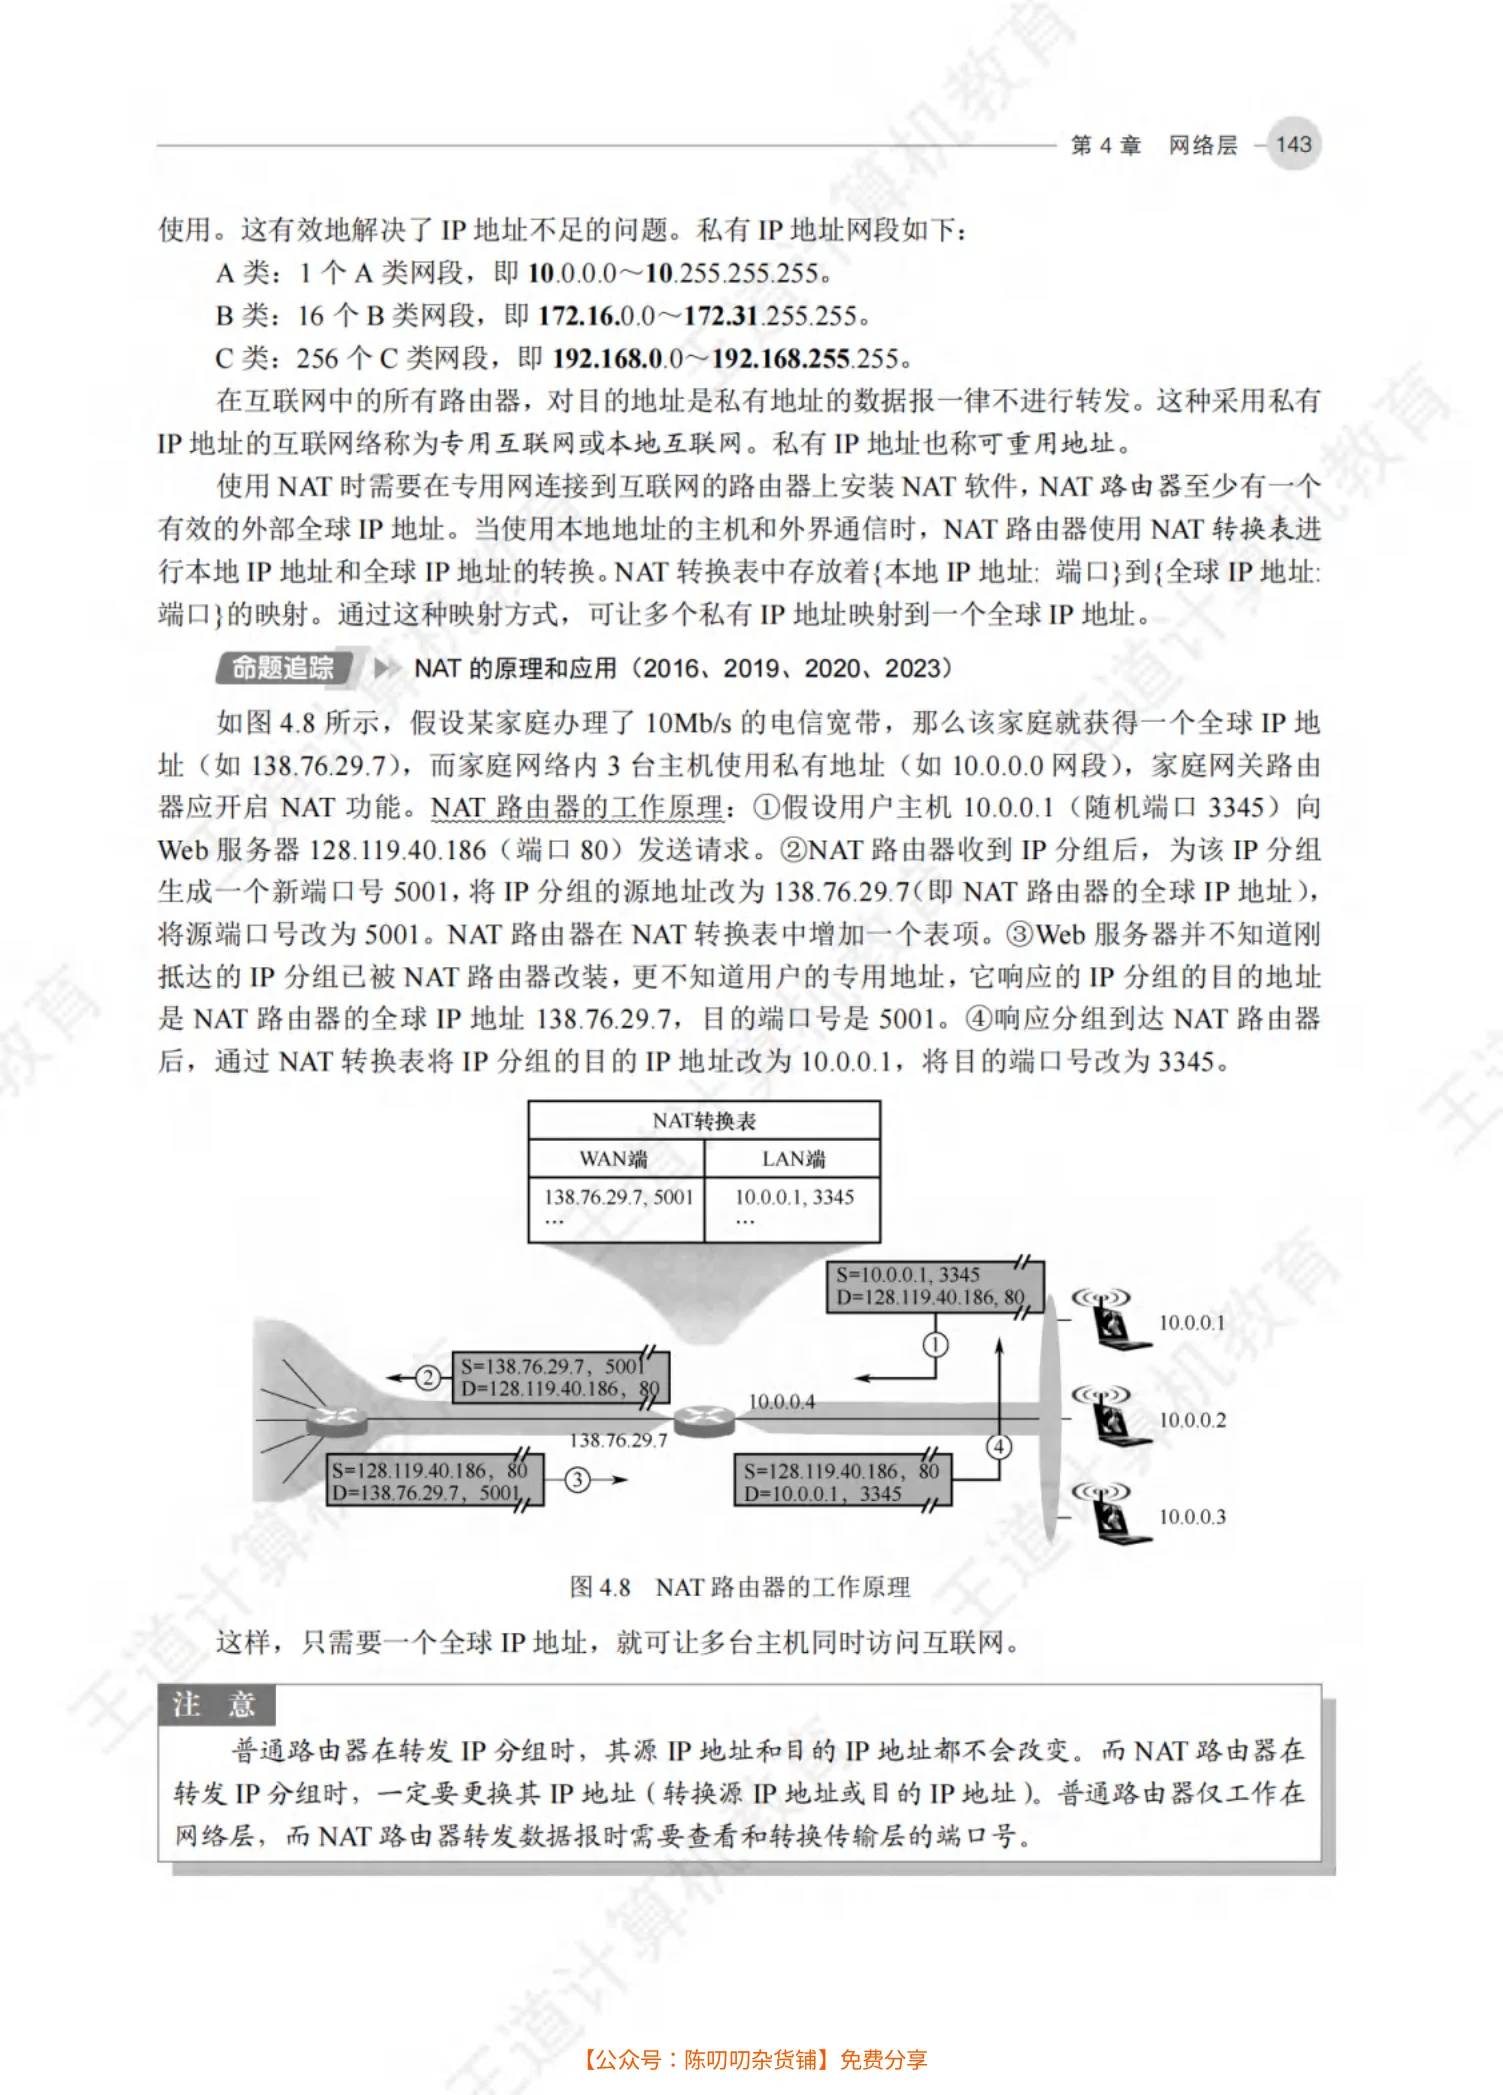 第 4 章　网络层　143
使用。这有效地解决了 IP 地址不足的问题。私有 IP 地址网段如下：
A 类：1 个 A 类网段，即 10.0.0.0～10.255.255.255。
B 类：16 个 B 类网段，即 172.16.0.0～172.31.255.255。
C 类：256 个 C 类网段，即 192.168.0.0～192.168.255.255。
在互联网中的所有路由器，对目的地址是私有地址的数据报一律不进行转发。这种采用私有
IP 地址的互联网络称为专用互联网或本地互联网。私有 IP 地址也称可重用地址。
使用 NAT 时需要在专用网连接到互联网的路由器上安装 NAT 软件，NAT 路由器至少有一个
有效的外部全球 IP 地址。当使用本地地址的主机和外界通信时，NAT 路由器使用 NAT 转换表进
行本地 IP 地址和全球 IP 地址的转换。NAT 转换表中存放着{本地 IP 地址：端口}到{全球 IP 地址：
端口}的映射。通过这种映射方式，可让多个私有 IP 地址映射到一个全球 IP 地址。
命题追踪 NAT 的原理和应用（2016、2019、2020、2023）
如图 4.8 所示，假设某家庭办理了 10Mb/s 的电信宽带，那么该家庭就获得一个全球 IP 地
址（如 138.76.29.7），而家庭网络内 3 台主机使用私有地址（如 10.0.0.0 网段），家庭网关路由
器应开启 NAT 功能。NAT 路由器的工作原理：①假设用户主机 10.0.0.1（随机端口 3345）向
Web 服务器 128.119.40.186（端口 80）发送请求。②NAT 路由器收到 IP 分组后，为该 IP 分组
生成一个新端口号 5001，将 IP 分组的源地址改为 138.76.29.7（即 NAT 路由器的全球 IP 地址），
将源端口号改为 5001。NAT 路由器在 NAT 转换表中增加一个表项。③Web 服务器并不知道刚
抵达的 IP 分组已被 NAT 路由器改装，更不知道用户的专用地址，它响应的 IP 分组的目的地址
是 NAT 路由器的全球 IP 地址 138.76.29.7，目的端口号是 5001。④响应分组到达 NAT 路由器
后，通过 NAT 转换表将 IP 分组的目的 IP 地址改为 10.0.0.1，将目的端口号改为 3345。
NAT转换表
WAN端　LAN端
138.76.29.7, 5001　10.0.0.1, 3345
…　…
S=10.0.0.1, 3345
D=128.119.40.186, 80
①
10.0.0.1
②
S=138.76.29.7，5001
D=128.119.40.186，80
10.0.0.4
10.0.0.2
138.76.29.7
④
S=128.119.40.186，80
D=138.76.29.7，5001
③
S=128.119.40.186，80
D=10.0.0.1，3345
10.0.0.3
图 4.8　NAT 路由器的工作原理
这样，只需要一个全球 IP 地址，就可让多台主机同时访问互联网。
注　意
普通路由器在转发 IP 分组时，其源 IP 地址和目的 IP 地址都不会改变。而 NAT 路由器在
转发 IP 分组时，一定要更换其 IP 地址（转换源 IP 地址或目的 IP 地址）。普通路由器仅工作在
网络层，而 NAT 路由器转发数据报时需要查看和转换传输层的端口号。
【公众号：陈叨叨杂货铺】免费分享
王道计算机教育